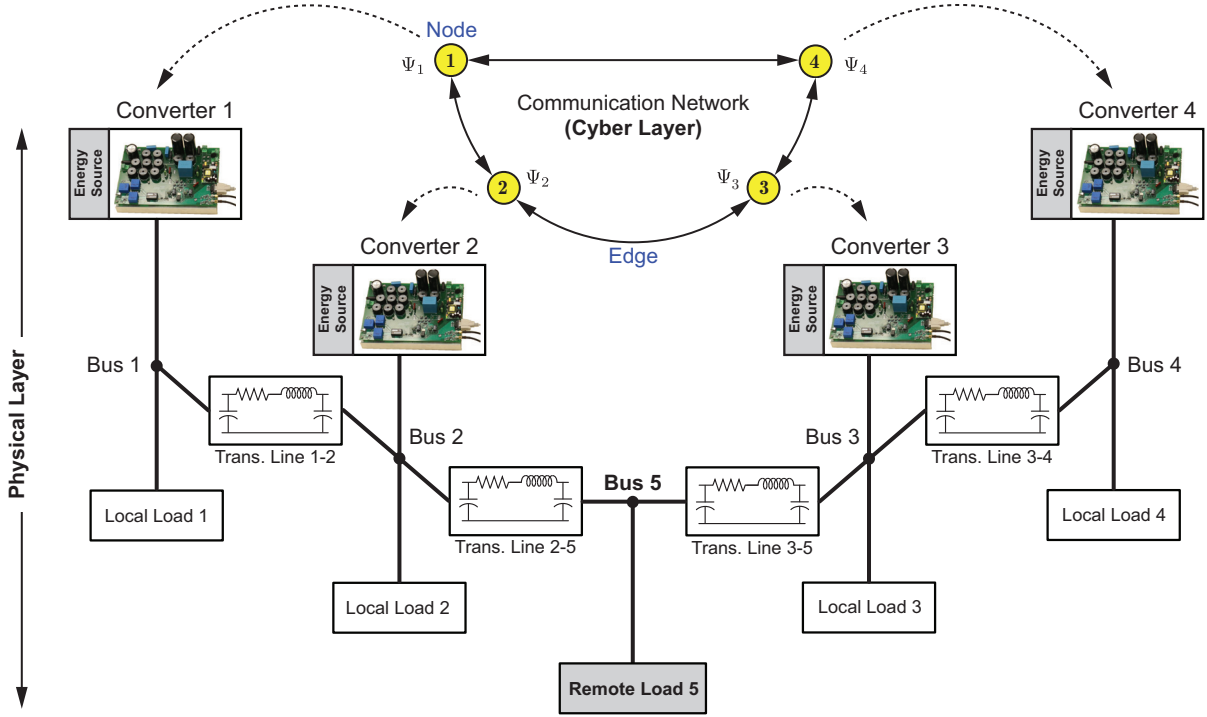 Node
1
Ψ1
4
Ψ4
Communication Network
(Cyber Layer)
Converter 1
Energy Source
Converter 4
Energy Source
2
Ψ2
Ψ3
3
Edge
Converter 2
Energy Source
Converter 3
Energy Source
Physical Layer
Bus 1
Bus 4
Trans. Line 1-2
Bus 2
Bus 3
Trans. Line 3-4
Bus 5
Local Load 1
Local Load 4
Trans. Line 2-5
Trans. Line 3-5
Local Load 2
Local Load 3
Remote Load 5